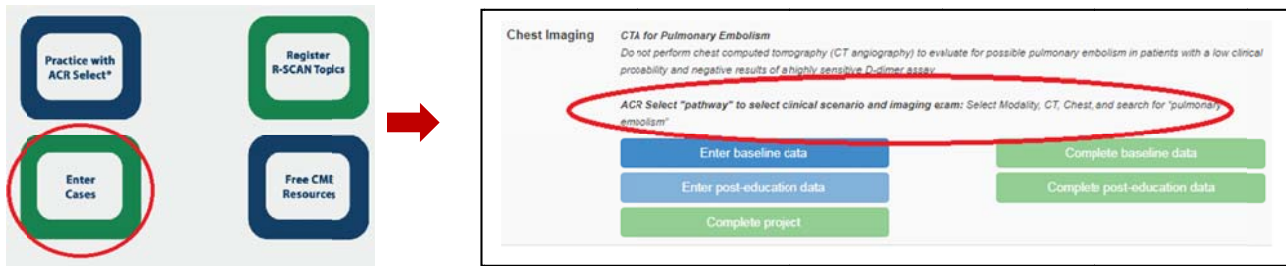 Practice with
ACR Select*
Register
R-SCAN Topics
Enter
Cases
Free CME
Resources
Chest Imaging
CTA for Pulmonary Embolism
Do not perform chest computed tomography (CT angiography) to evaluate for possible pulmonary embolism in patients with a low clinical
probability and negative results of a highly sensitive D-dimer assay.
ACR Select "pathway" to select clinical scenario and imaging exam: Select Modality, CT, Chest, and search for "pulmonary
embolism"
Enter baseline data
Complete baseline data
Enter post-education data
Complete post-education data
Complete project